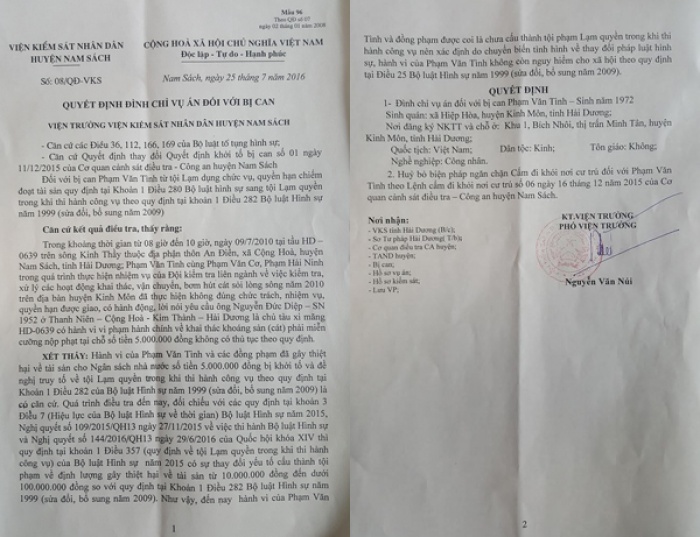 Mẫu 96
Theo QĐ số 07
ngày 02 tháng 01 năm 2008
VIỆN KIỂM SÁT NHÂN DÂN
HUYỆN NAM SÁCH
CỘNG HOÀ XÃ HỘI CHỦ NGHĨA VIỆT NAM
Độc lập - Tự do - Hạnh phúc
Số: 08/QĐ-VKS
Nam Sách, ngày 25 tháng 7 năm 2016
QUYẾT ĐỊNH ĐÌNH CHỈ VỤ ÁN ĐỐI VỚI BỊ CAN
VIỆN TRƯỞNG VIỆN KIỂM SÁT NHÂN DÂN HUYỆN NAM SÁCH
- Căn cứ các Điều 36, 112, 166, 169 của Bộ luật tố tụng hình sự;
- Căn cứ Quyết định thay đổi Quyết định khởi tố bị can số 01 ngày
11/12/2015 của Cơ quan cảnh sát điều tra - Công an huyện Nam Sách
Đối với bị can Phạm Văn Tình từ tội Lạm dụng chức vụ, quyền hạn chiếm
đoạt tài sản quy định tại Khoản 1 Điều 280 Bộ luật hình sự sang tội Lạm quyền
trong khi thi hành công vụ theo quy định tại khoản 1 Điều 282 Bộ luật Hình sự
năm 1999 (sửa đổi, bổ sung năm 2009)
Căn cứ kết quả điều tra, thấy rằng:
Trong khoảng thời gian từ 08 giờ đến 10 giờ, ngày 09/7/2010 tại tầu HD –
0639 trên sông Kinh Thầy thuộc địa phận thôn An Điền, xã Cộng Hoà, huyện
Nam Sách, tỉnh Hải Dương; Phạm Văn Tình cùng Phạm Văn Cơ, Phạm Hải Ninh
trong quá trình thực hiện nhiệm vụ của Đội kiểm tra liên ngành về việc kiểm tra,
xử lý các hoạt động khai thác, vận chuyển, bơm hút cát sỏi lòng sông năm 2010
trên địa bàn huyện Kinh Môn đã thực hiện không đúng chức trách, nhiệm vụ,
quyền hạn được giao, có hành động, lời nói yêu cầu ông Nguyễn Đức Diệp – SN
1952 ở Thanh Niên – Cộng Hoà - Kim Thành – Hải Dương là chủ tàu xi măng
HD-0639 có hành vi vi phạm hành chính về khai thác khoáng sản (cát) phải miễn
cưỡng nộp phạt tại chỗ số tiền 5.000.000 đồng không có thủ tục theo quy định.
XÉT THẤY: Hành vi của Phạm Văn Tình và các đồng phạm đã gây thiệt
hại về tài sản cho Ngân sách nhà nước số tiền 5.000.000 đồng bị khởi tố và đề
nghị truy tố về tội Lạm quyền trong khi thi hành công vụ theo quy định tại
Khoản 1 Điều 282 của Bộ luật Hình sự năm 1999 (sửa đổi, bổ sung năm 2009) là
có căn cứ. Quá trình điều tra đến nay, đối chiếu với các quy định tại khoản 3
Điều 7 (Hiệu lực của Bộ luật Hình sự về thời gian) Bộ luật Hình sự năm 2015,
Nghị quyết số 109/2015/QH13 ngày 27/11/2015 về việc thi hành Bộ luật Hình sự
và Nghị quyết số 144/2016/QH13 ngày 29/6/2016 của Quốc hội khóa XIV thì
quy định tại khoản 1 Điều 357 (quy định về tội Lạm quyền trong khi thi hành
công vụ) của Bộ luật Hình sự năm 2015 có sự thay đổi yếu tố cấu thành tội
phạm về định lượng gây thiệt hại về tài sản từ 10.000.000 đồng đến dưới
100.000.000 đồng so với quy định tại Khoản 1 Điều 282 Bộ luật Hình sự năm
1999 (sửa đổi, bổ sung năm 2009). Như vậy, đến nay hành vi của Phạm Văn
1
Tình và đồng phạm được coi là chưa cấu thành tội phạm Lạm quyền trong khi thi
hành công vụ nên xác định do chuyển biến tình hình về thay đổi pháp luật hình
sự, hành vi của Phạm Văn Tình không còn nguy hiểm cho xã hội theo quy định
tại Điều 25 Bộ luật Hình sự năm 1999 (sửa đổi, bổ sung năm 2009).
QUYẾT ĐỊNH
1- Đình chỉ vụ án đối với bị can Phạm Văn Tình – Sinh năm 1972
Sinh quán: xã Hiệp Hòa, huyện Kinh Môn, tỉnh Hải Dương;
Nơi đăng ký NKTT và chỗ ở: Khu 1, Bích Nhôi, thị trấn Minh Tân, huyện
Kinh Môn, tỉnh Hải Dương;
Quốc tịch: Việt Nam; Dân tộc: Kinh; Tôn giáo: Không;
Nghề nghiệp: Công nhân.
2. Huỷ bỏ biện pháp ngăn chặn Cấm đi khỏi nơi cư trú đối với Phạm Văn
Tình theo Lệnh cấm đi khỏi nơi cư trú số 06 ngày 16 tháng 12 năm 2015 của Cơ
quan cảnh sát điều tra – Công an huyện Nam Sách.
Nơi nhận:
- VKS tỉnh Hải Dương (B/c);
- Sở Tư pháp Hải Dương( T/b);
- Cơ quan điều tra CA huyện;
- TAND huyện;
- Bị can;
- Hồ sơ vụ án;
- Hồ sơ kiểm sát;
- Lưu VP;
KT.VIỆN TRƯỞNG
PHÓ VIỆN TRƯỞNG
Nguyễn Văn Núi
2